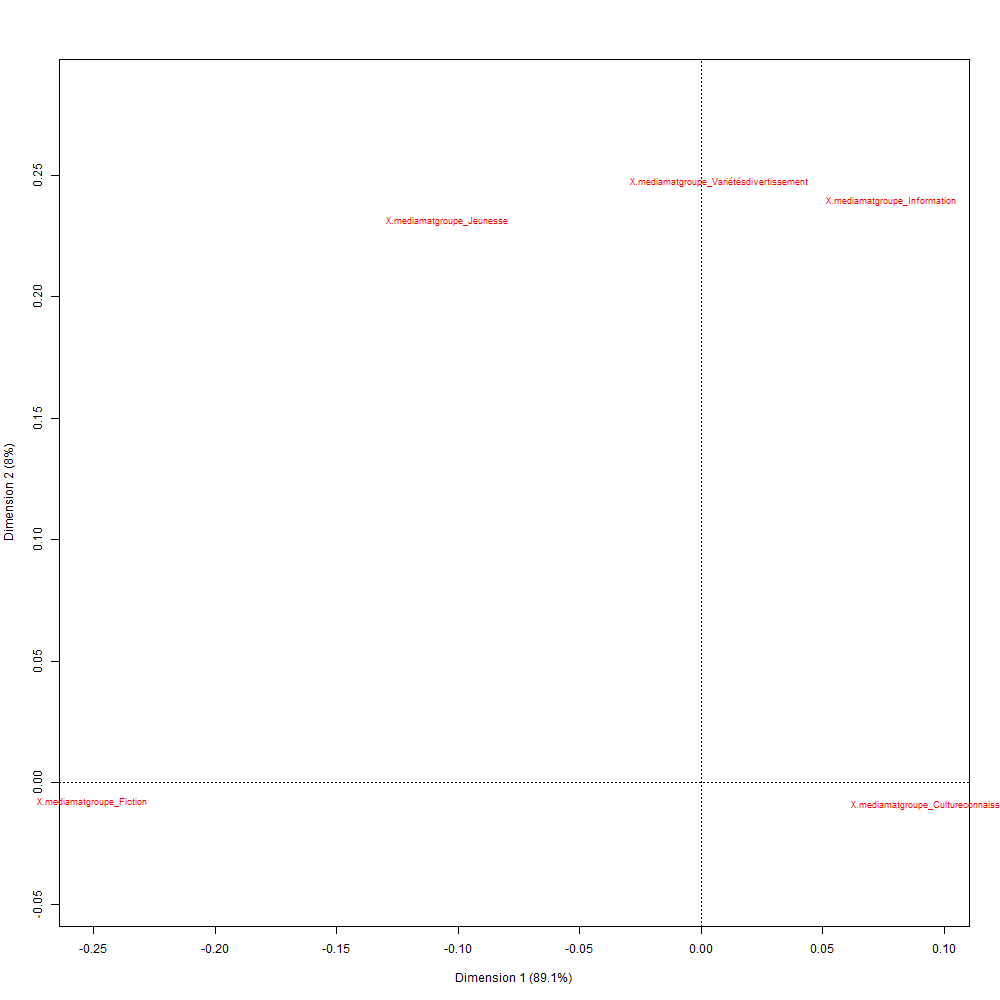 0.25
X.mediamatgroupe_Variétésdivertissement
X.mediamatgroupe_Information
X.mediamatgroupe_Jeunesse
0.20
0.15
Dimension 2 (8%)
0.10
0.05
0.00
X.mediamatgroupe_Fiction
X.mediamatgroupe_Cultureconnaiss
-0.05
-0.25 -0.20 -0.15 -0.10 -0.05 0.00 0.05 0.10
Dimension 1 (89.1%)